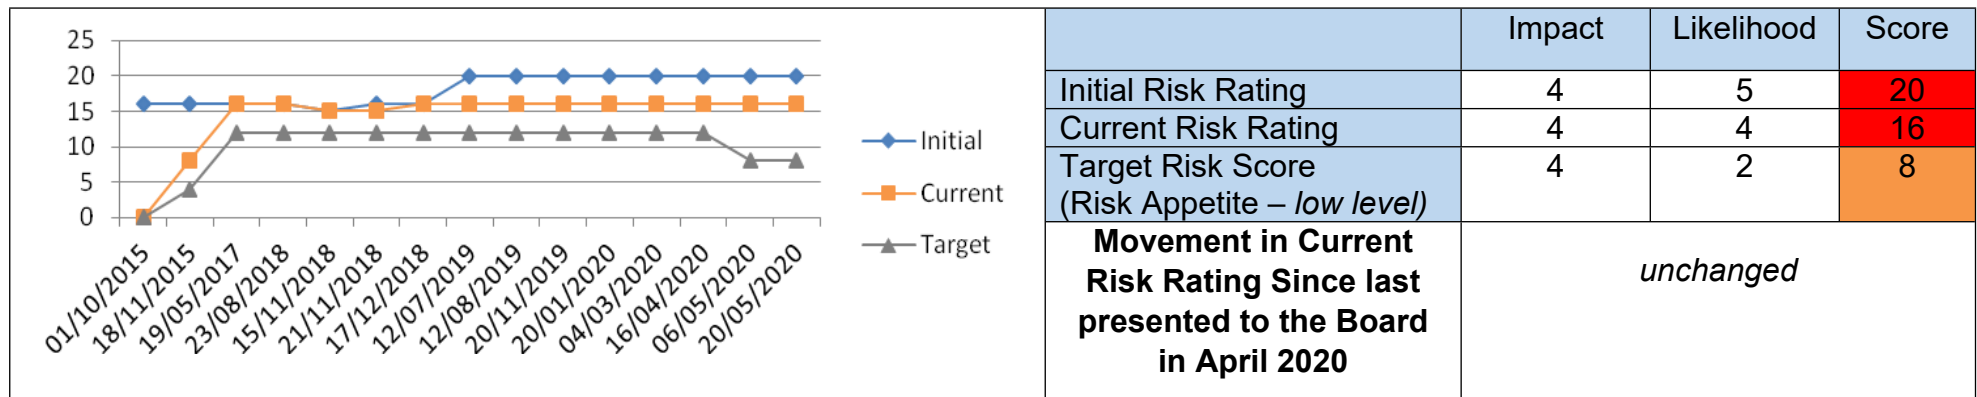 25
20
15
10
5
0
01/10/2015
18/11/2015
19/05/2017
23/08/2018
15/11/2018
21/11/2018
17/12/2018
12/07/2019
12/08/2019
20/11/2019
20/01/2020
04/03/2020
16/04/2020
06/05/2020
20/05/2020
Initial
Current
Target
Impact Likelihood Score
Initial Risk Rating 4 5 20
Current Risk Rating 4 4 16
Target Risk Score 4 2 8
(Risk Appetite – low level)
Movement in Current
Risk Rating Since last
presented to the Board
in April 2020
unchanged